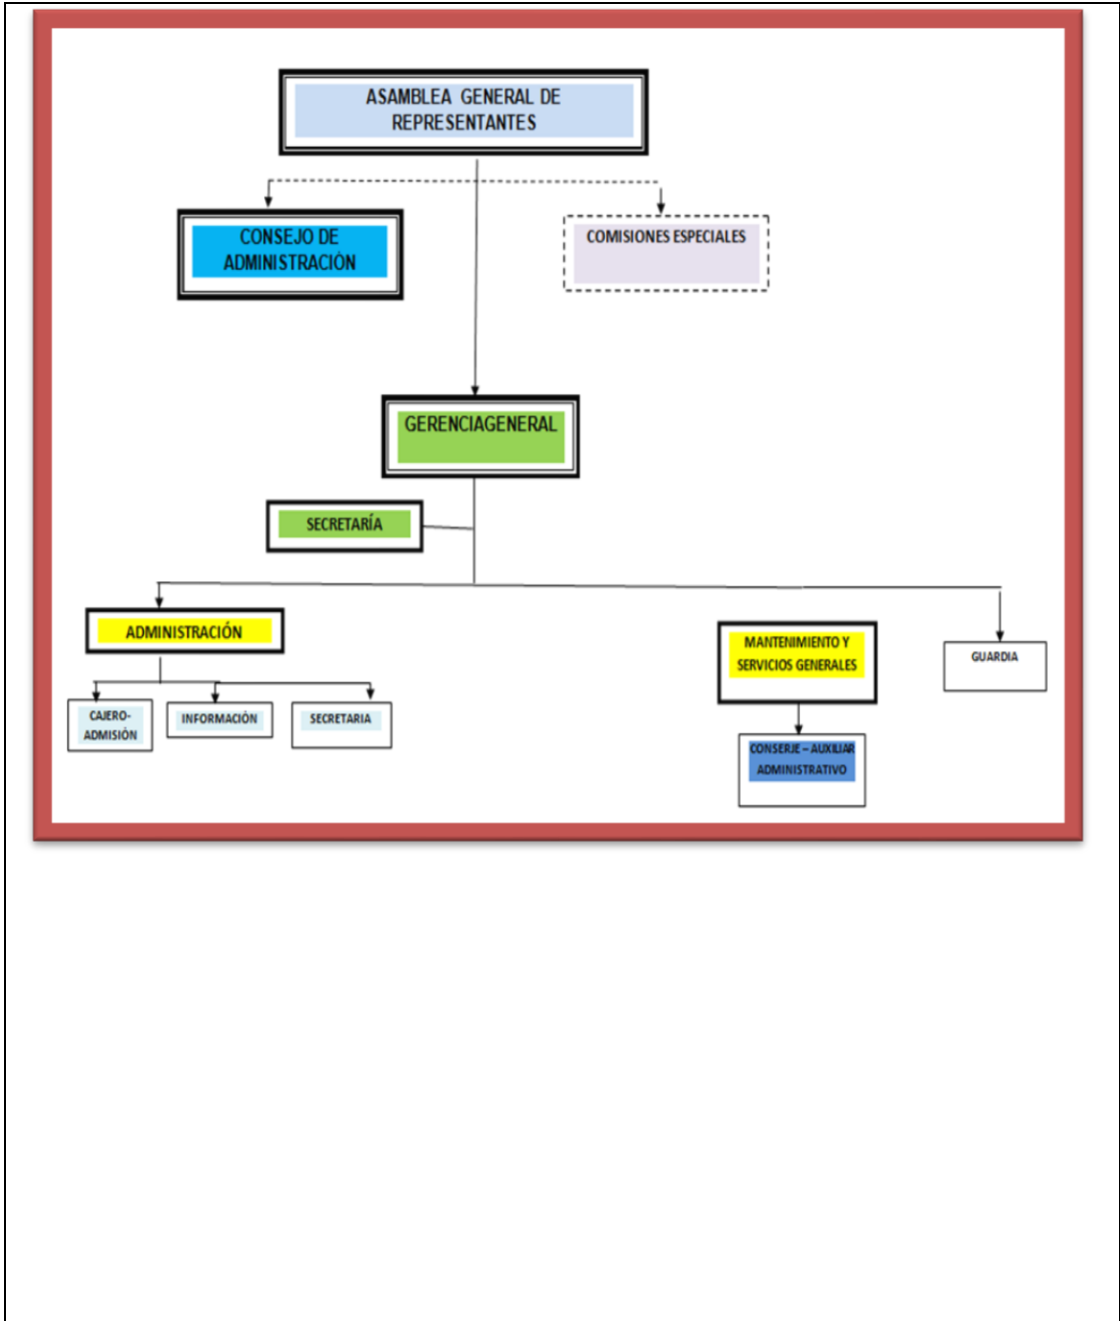 ASAMBLEA GENERAL DE
REPRESENTANTES
CONSEJO DE
ADMINISTRACIÓN
COMISIONES ESPECIALES
GERENCIAGENERAL
SECRETARÍA
ADMINISTRACIÓN
MANTENIMIENTO Y
SERVICIOS GENERALES
GUARDIA
CAJERO-
ADMISIÓN
INFORMACIÓN
SECRETARIA
CONSERJE – AUXILIAR
ADMINISTRATIVO